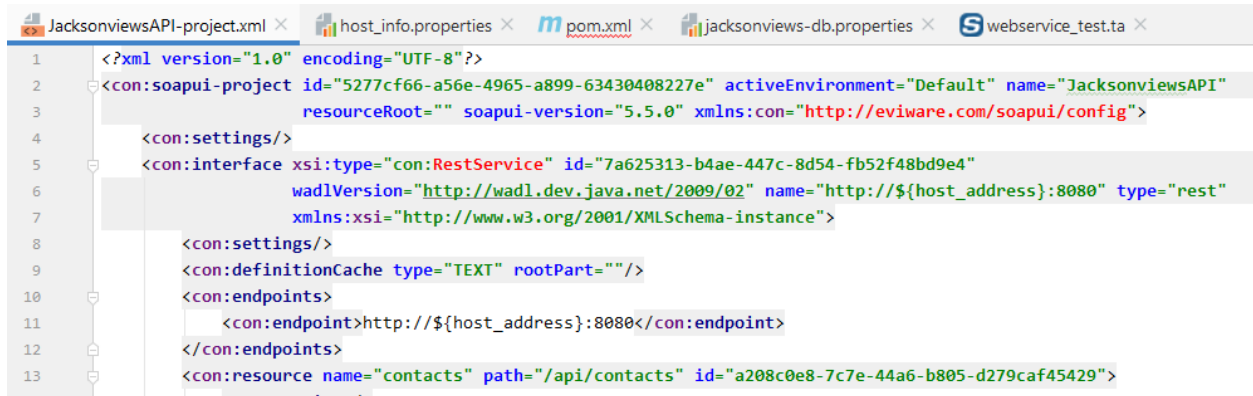 JacksonviewsAPI-project.xml × host_info.properties × m pom.xml × jacksonviews-db.properties × S webservice_test.ta ×
1 <?xml version="1.0" encoding="UTF-8"?>
2 <con:soapui-project id="5277cf66-a56e-4965-a899-63430408227e" activeEnvironment="Default" name="JacksonviewsAPI"
3 resourceRoot="" soapui-version="5.5.0" xmlns:con="http://eviware.com/soapui/config">
4 <con:settings/>
5 <con:interface xsi:type="con:RestService" id="7a625313-b4ae-447c-8d54-fb52f48bd9e4"
6 wadlVersion="http://wadl.dev.java.net/2009/02" name="http://${host_address}:8080" type="rest"
7 xmlns:xsi="http://www.w3.org/2001/XMLSchema-instance">
8 <con:settings/>
9 <con:definitionCache type="TEXT" rootPart=""/>
10 <con:endpoints>
11 <con:endpoint>http://${host_address}:8080</con:endpoint>
12 </con:endpoints>
13 <con:resource name="contacts" path="/api/contacts" id="a208c0e8-7c7e-44a6-b805-d279caf45429">